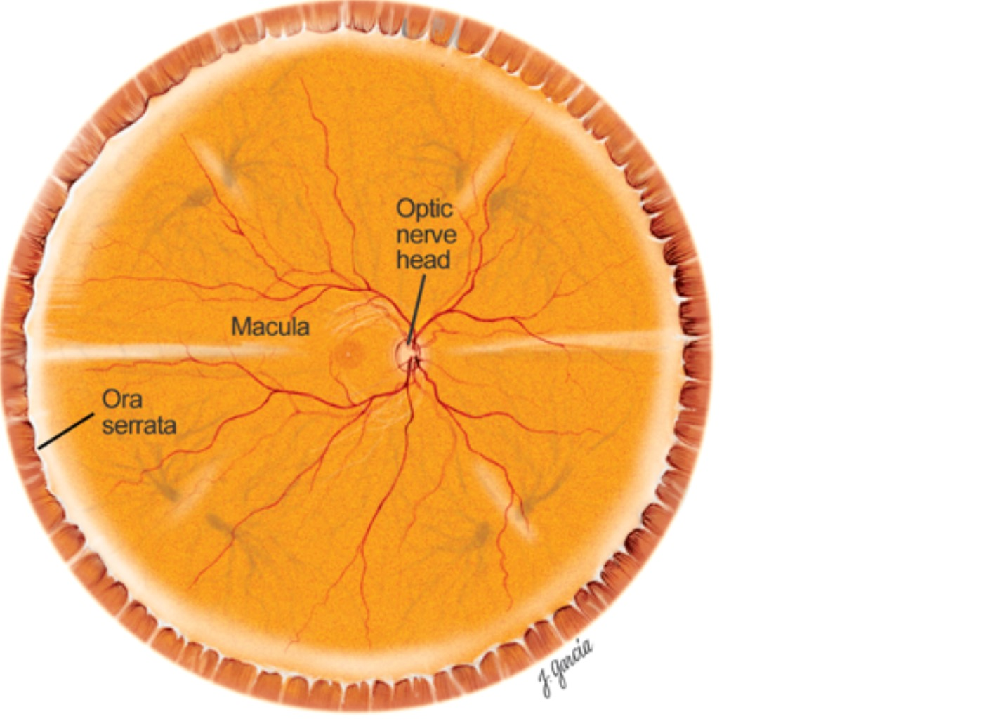 Optic
nerve
head
Macula
Ora
serrata
J. Garcia